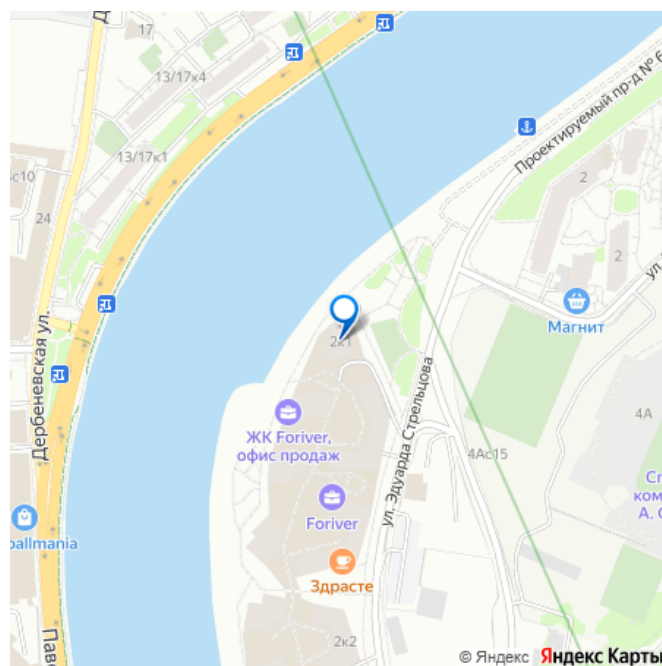 17
13/17к4
13/17к1
24
Дербеневская ул.
Проектируемый пр-д № 6
2
2
ул.
Магнит
2к1
ул. Эдуарда Стрельцова
ЖК Foriver,
офис продаж
4А
4Ас15
Foriver
Здрасте
2к2
© Яндекс Яндекс Карты